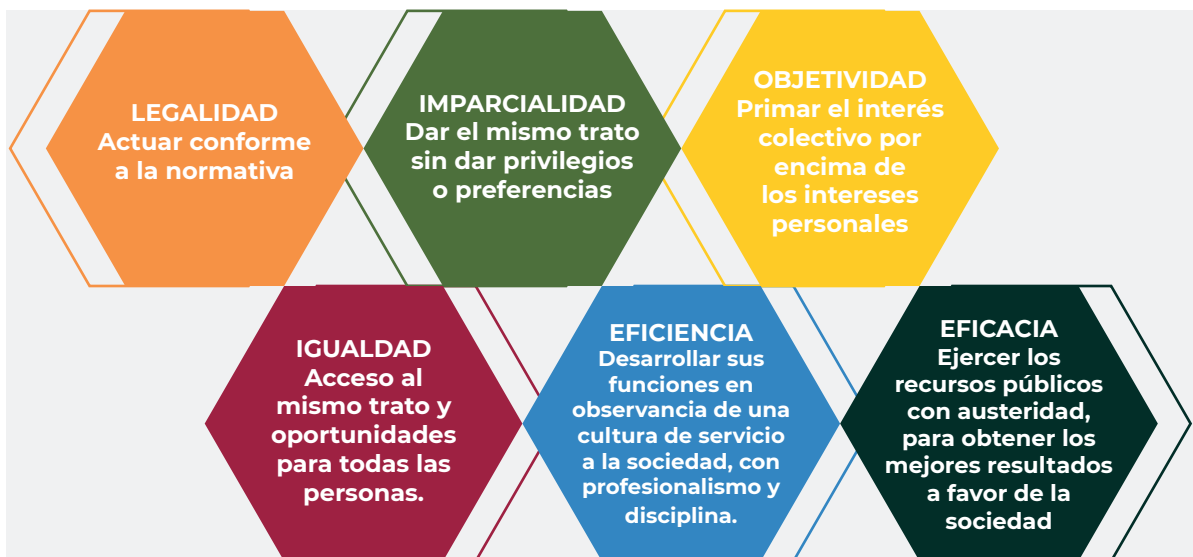 LEGALIDAD
Actuar conforme
a la normativa
IMPARCIALIDAD
Dar el mismo trato
sin dar privilegios
o preferencias
OBJETIVIDAD
Primar el interés
colectivo por
encima de
los intereses
personales
IGUALDAD
Acceso al
mismo trato y
oportunidades
para todas las
personas.
EFICIENCIA
Desarrollar sus
funciones en
observancia de una
cultura de servicio
a la sociedad, con
profesionalismo y
disciplina.
EFICACIA
Ejercer los
recursos públicos
con austeridad,
para obtener los
mejores resultados
a favor de la
sociedad